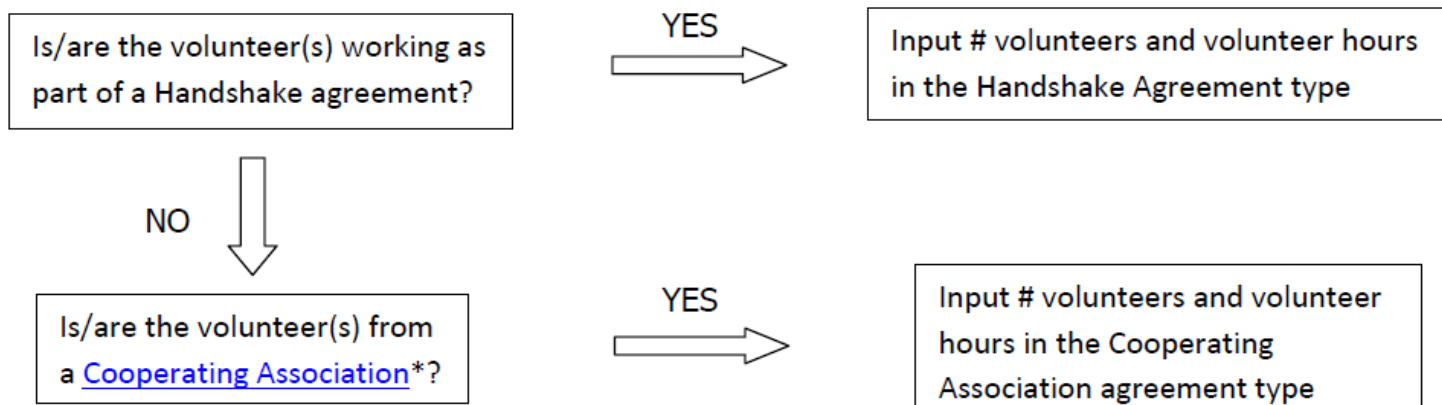 Is/are the volunteer(s) working as
part of a Handshake agreement?
YES
Input # volunteers and volunteer hours
in the Handshake Agreement type
NO
Is/are the volunteer(s) from
a Cooperating Association*?
YES
Input # volunteers and volunteer
hours in the Cooperating
Association agreement type